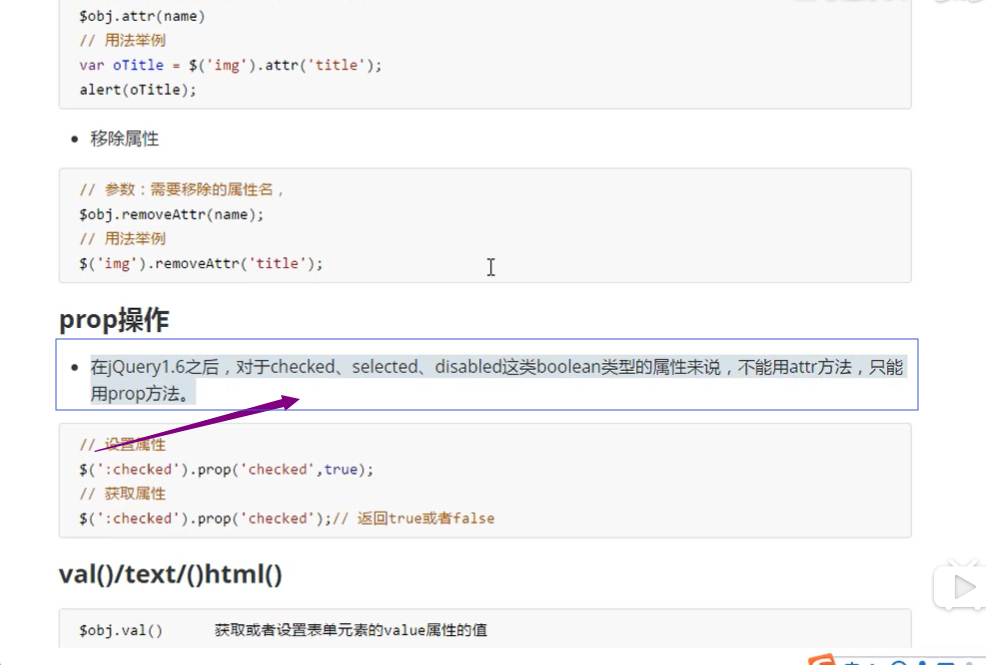 $obj.attr(name)
// 用法举例
var oTitle = $('img').attr('title');
alert(oTitle);
移除属性
// 参数：需要移除的属性名，
$obj.removeAttr(name);
// 用法举例
$('img').removeAttr('title');
prop操作
在jQuery1.6之后，对于checked、selected、disabled这类boolean类型的属性来说，不能用attr方法，只能
用prop方法。
// 设置属性
$(':checked').prop('checked',true);
// 获取属性
$(':checked').prop('checked');// 返回true或者false
val()/text/()html()
$obj.val() 获取或者设置表单元素的value属性的值